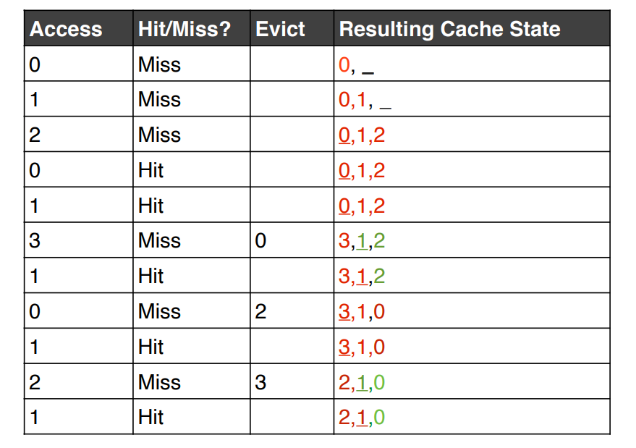 Access Hit/Miss? Evict Resulting Cache State
0 Miss 0, _
1 Miss 0,1, _
2 Miss 0,1,2
0 Hit 0,1,2
1 Hit 0,1,2
3 Miss 0 3,1,2
1 Hit 3,1,2
0 Miss 2 3,1,0
1 Hit 3,1,0
2 Miss 3 2,1,0
1 Hit 2,1,0